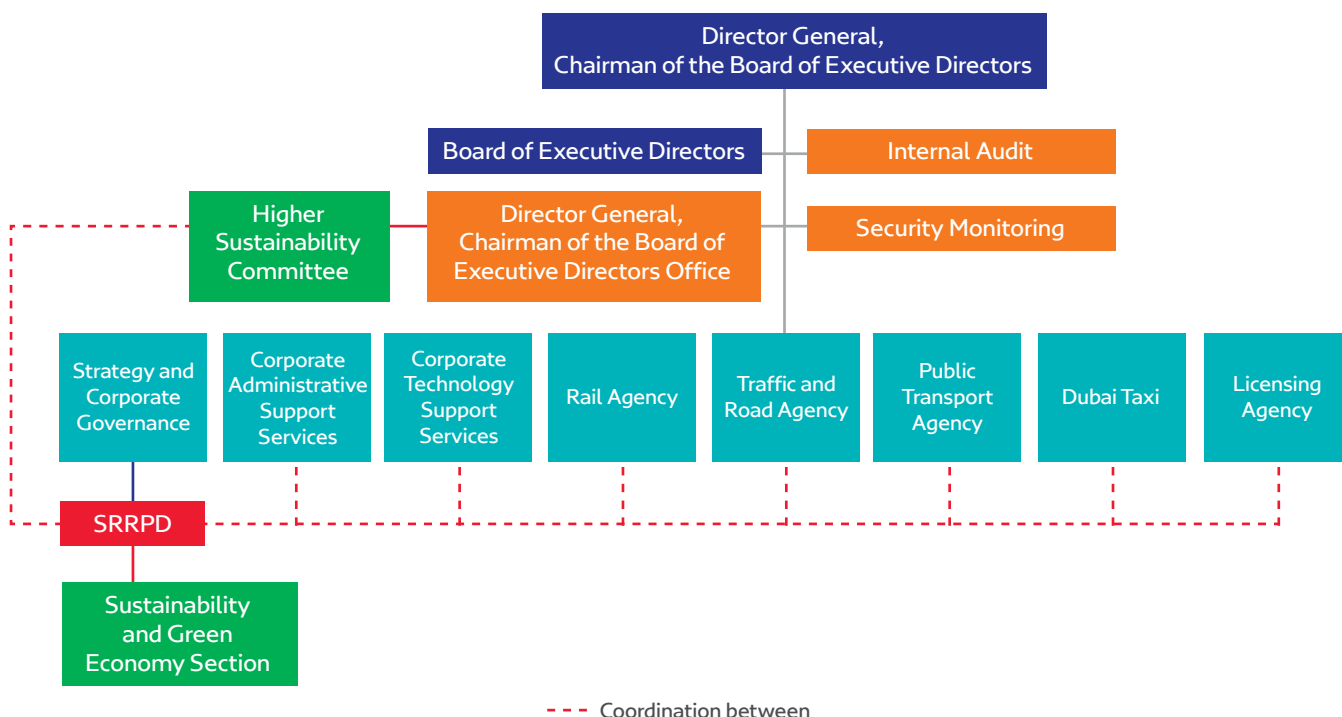 Director General,
Chairman of the Board of Executive Directors
Board of Executive Directors
Internal Audit
Higher
Sustainability
Committee
Director General,
Chairman of the Board of
Executive Directors Office
Security Monitoring
Strategy and
Corporate
Governance
Corporate
Administrative
Support
Services
Corporate
Technology
Support
Services
Rail Agency
Traffic and
Road Agency
Public
Transport
Agency
Dubai Taxi
Licensing
Agency
SRRPD
Sustainability
and Green
Economy Section
Coordination between